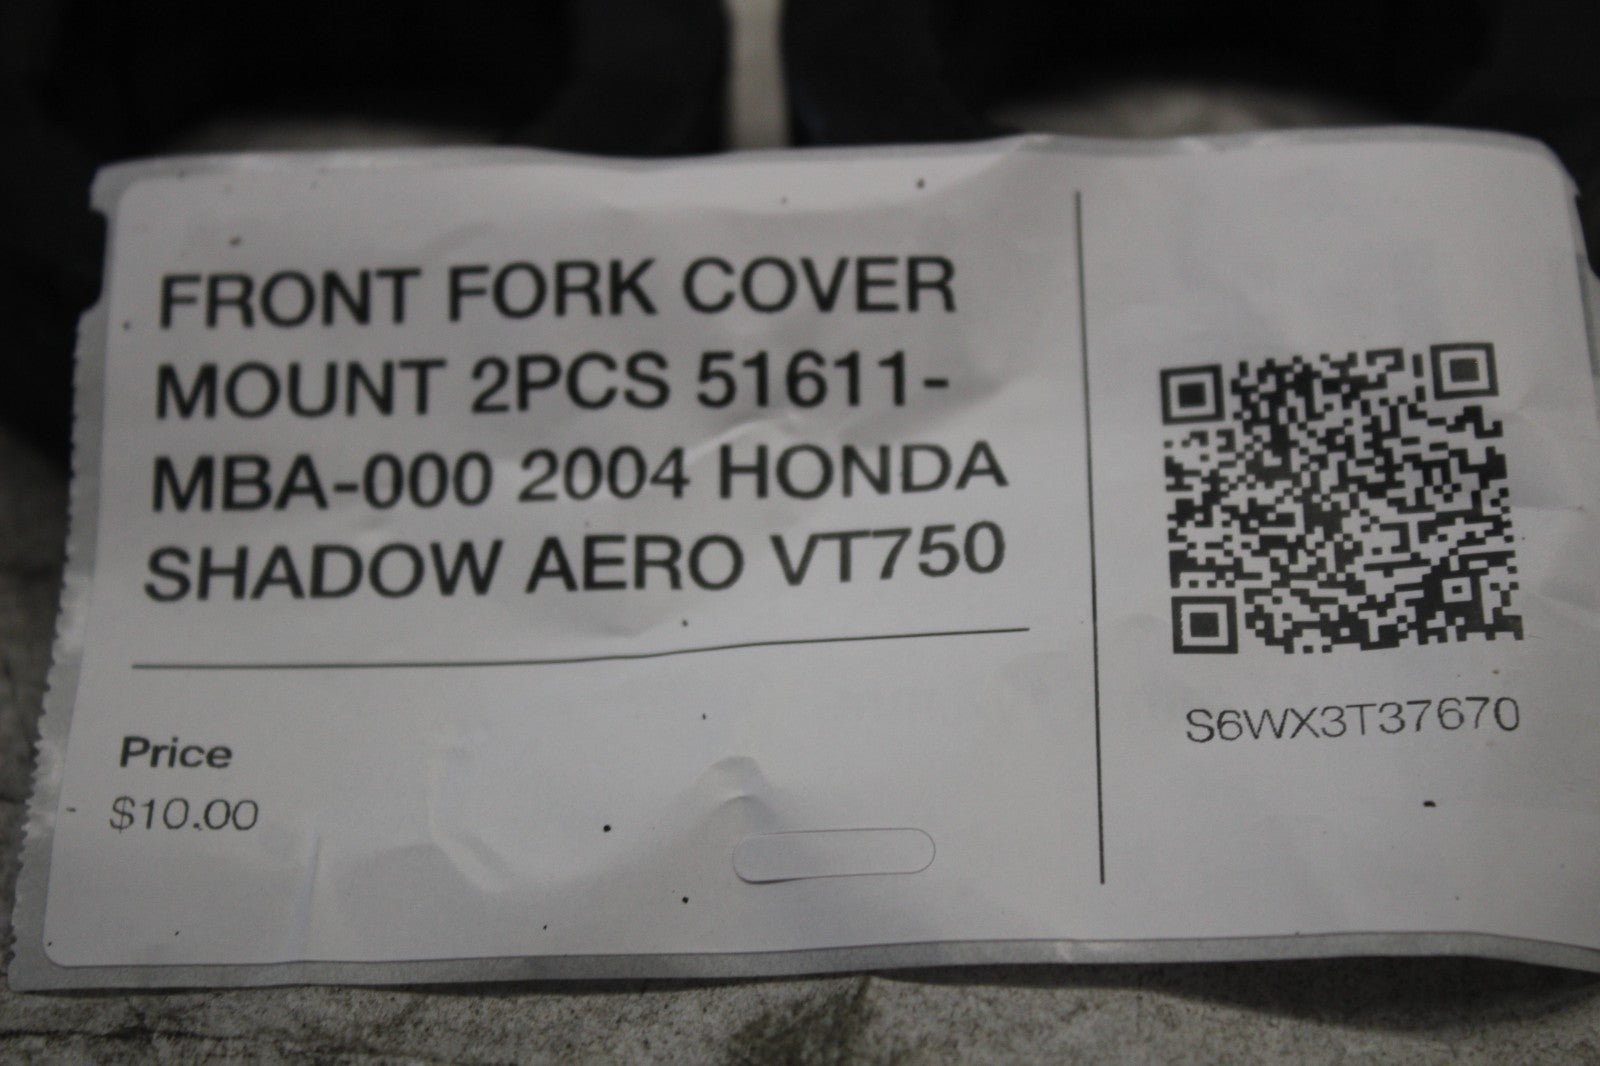 FRONT FORK COVER
MOUNT 2PCS 51611-
MBA-000 2004 HONDA
SHADOW AERO VT750
Price
$10.00
S6WX3T37670